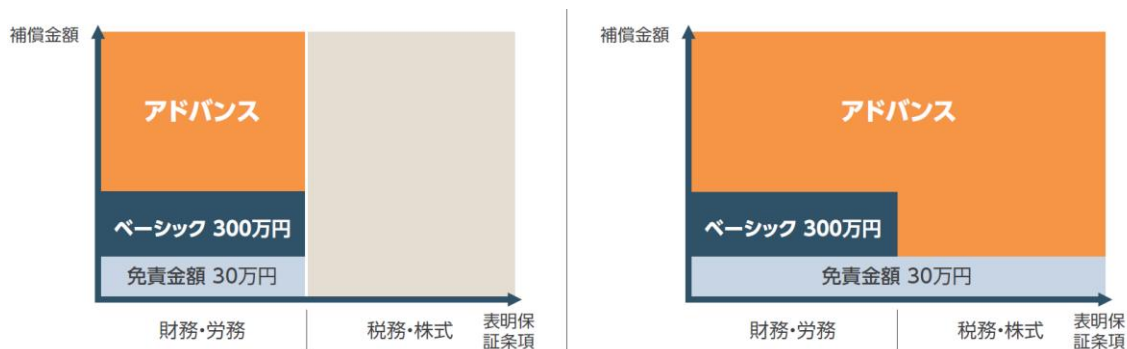 補償金額
アドバンス
ベーシック 300万円
免責金額 30万円
財務・労務
税務・株式
表明保
証条項
補償金額
アドバンス
ベーシック 300万円
免責金額 30万円
財務・労務
税務・株式
表明保
証条項